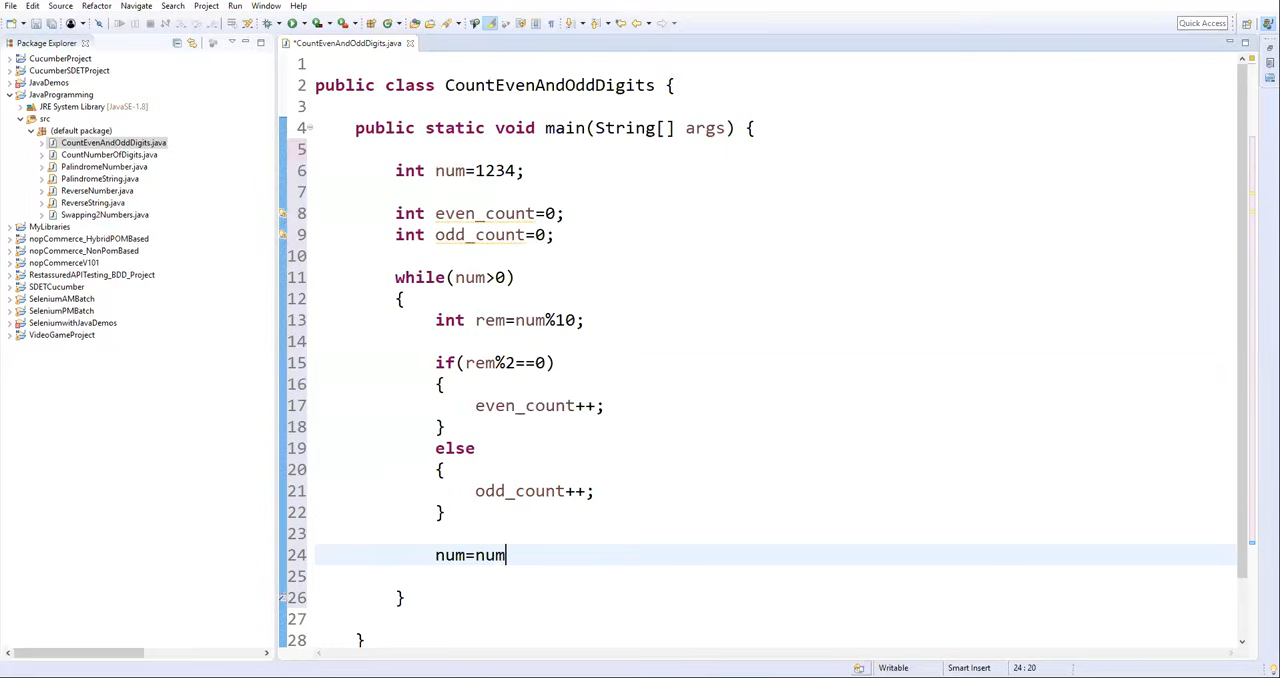 File Edit Source Refactor Navigate Search Project Run Window Help
Quick Access
Package Explorer
CucumberProject
CucumberSDETProject
JavaDemos
JavaProgramming
JRE System Library [JavaSE-1.8]
src
(default package)
CountEvenAndOddDigits.java
CountNumberOfDigits.java
PalindromeNumber.java
PalindromeString.java
ReverseNumber.java
ReverseString.java
Swapping2Numbers.java
MyLibraries
nopCommerce_HybridPOMBased
nopCommerce_NonPomBased
nopCommerceV101
RestassuredAPITesting_BDD_Project
SDETCucumber
SeleniumAMBatch
SeleniumPMBatch
SeleniumwithJavaDemos
VideoGameProject
*CountEvenAndOddDigits.java
1
2 public class CountEvenAndOddDigits {
3
4 public static void main(String[] args) {
5
6 int num=1234;
7
8 int even_count=0;
9 int odd_count=0;
10
11 while(num>0)
12 {
13 int rem=num%10;
14
15 if(rem%2==0)
16 {
17 even_count++;
18 }
19 else
20 {
21 odd_count++;
22 }
23
24 num=num
25
26 }
27
28 }
Writable Smart Insert 24 : 20